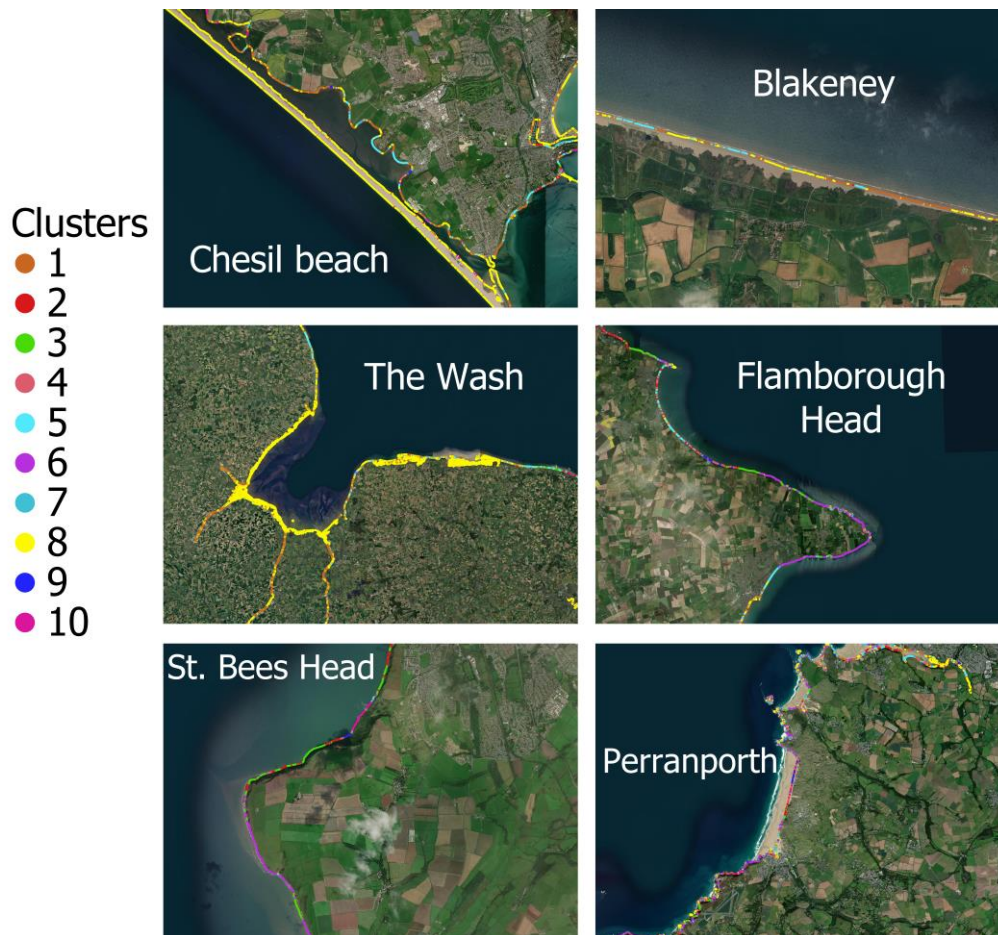 Clusters
1
2
3
4
5
6
7
8
9
10
Chesil beach
Blakeney
The Wash
Flamborough
Head
St. Bees Head
Perranporth